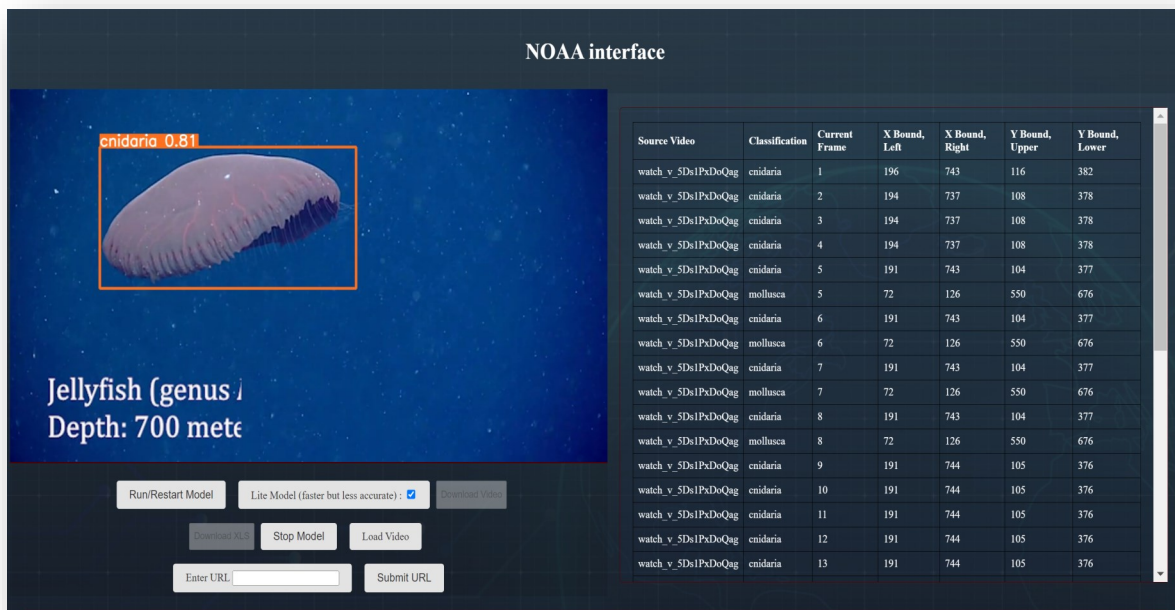 NOAA interface
cnidaria 0.81
Jellyfish (genus
Depth: 700 mete
Run/Restart Model
Lite Model (faster but less accurate) :
Download Video
Download XLS
Stop Model
Load Video
Enter URL
Submit URL
Source Video Classification Current Frame X Bound, Left X Bound, Right Y Bound, Upper Y Bound, Lower
watch_v_5Ds1PxDoQag cnidaria 1 196 743 116 382
watch_v_5Ds1PxDoQag cnidaria 2 194 737 108 378
watch_v_5Ds1PxDoQag cnidaria 3 194 737 108 378
watch_v_5Ds1PxDoQag cnidaria 4 194 737 108 378
watch_v_5Ds1PxDoQag cnidaria 5 191 743 104 377
watch_v_5Ds1PxDoQag mollusca 5 72 126 550 676
watch_v_5Ds1PxDoQag cnidaria 6 191 743 104 377
watch_v_5Ds1PxDoQag mollusca 6 72 126 550 676
watch_v_5Ds1PxDoQag cnidaria 7 191 743 104 377
watch_v_5Ds1PxDoQag mollusca 7 72 126 550 676
watch_v_5Ds1PxDoQag cnidaria 8 191 743 104 377
watch_v_5Ds1PxDoQag mollusca 8 72 126 550 676
watch_v_5Ds1PxDoQag cnidaria 9 191 744 105 376
watch_v_5Ds1PxDoQag cnidaria 10 191 744 105 376
watch_v_5Ds1PxDoQag cnidaria 11 191 744 105 376
watch_v_5Ds1PxDoQag cnidaria 12 191 744 105 376
watch_v_5Ds1PxDoQag cnidaria 13 191 744 105 376